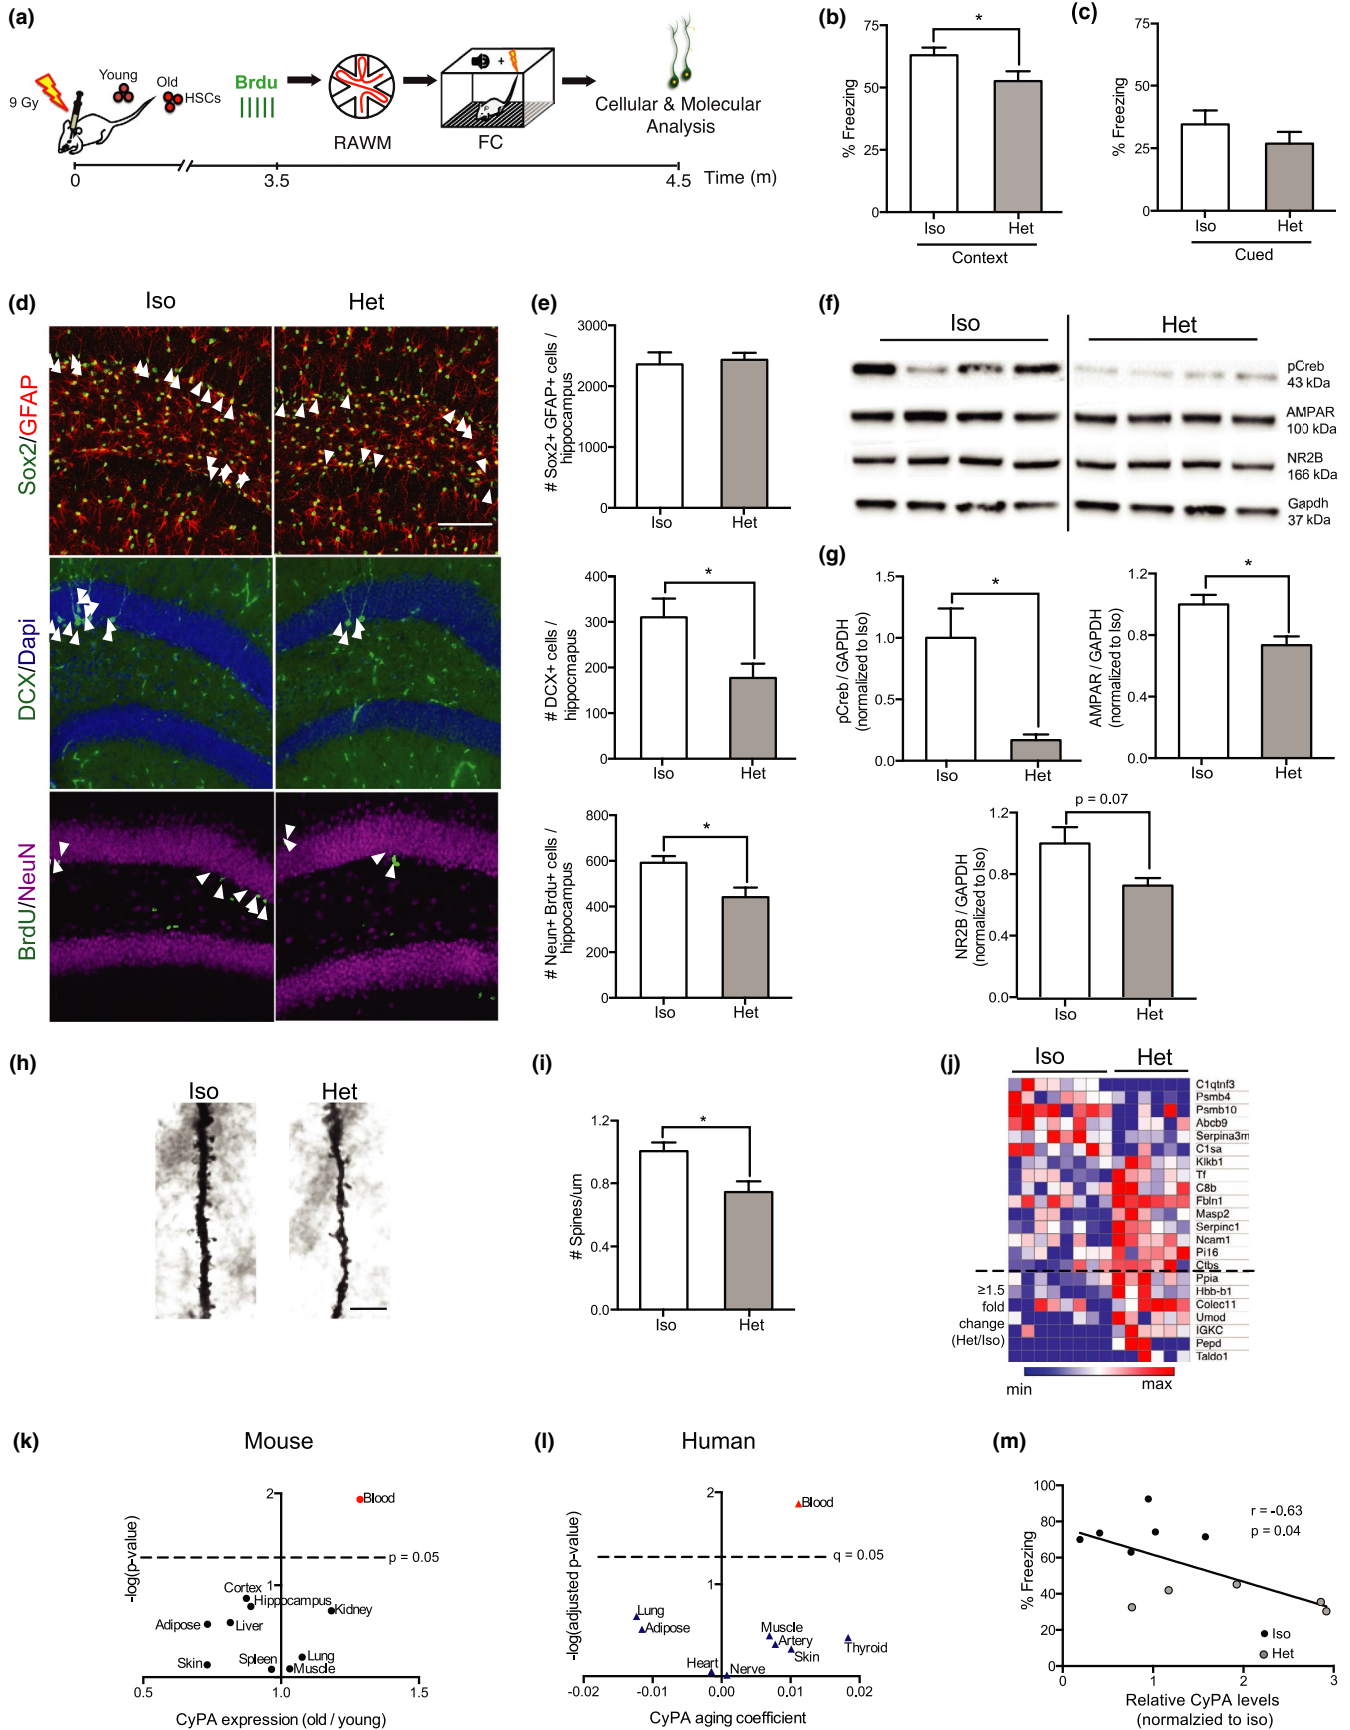 (a)
9 Gy
Young
Old
HSCs
Brdu
RAWM
+
FC
Cellular & Molecular
Analysis
0
3.5
4.5
Time (m)
(b)
% Freezing
75
50
25
0
*
Iso
Het
Context
(c)
% Freezing
75
50
25
0
Iso
Het
Cued
(d)
Iso
Het
Sox2/GFAP
DCX/Dapi
BrdU/NeuN
(e)
# Sox2+ GFAP+ cells /
hippocampus
3000
2000
1000
0
Iso
Het
# DCX+ cells /
hippocmapus
400
300
200
100
0
*
Iso
Het
# Neun+ Brdu+ cells /
hippocampus
800
600
400
200
0
*
Iso
Het
(f)
Iso
Het
pCreb
43 kDa
AMPAR
100 kDa
NR2B
166 kDa
Gapdh
37 kDa
(g)
pCreb / GAPDH
(normalized to Iso)
1.5
1.0
0.5
0.0
*
Iso
Het
AMPAR / GAPDH
(normalized to Iso)
1.2
0.8
0.4
0.0
*
Iso
Het
NR2B / GAPDH
(normalized to Iso)
1.2
0.8
0.4
0.0
p = 0.07
Iso
Het
(h)
Iso
Het
(i)
# Spines/um
1.2
0.8
0.4
0.0
*
Iso
Het
(j)
Iso
Het
C1qtnf3
Psmb4
Psmb10
Abcb9
Serpina3m
C1sa
Klkb1
Tf
C8b
Fbln1
Masp2
Serpinc1
Ncam1
Pi16
Ctbs
Ppia
Hbb-b1
Colec11
Umod
IGKC
Pepd
Taldo1
≥1.5
fold
change
(Het/Iso)
min
max
(k)
Mouse
-log(p-value)
2
1
Blood
p = 0.05
Cortex
Hippocampus
Kidney
Adipose
Liver
Skin
Spleen
Lung
Muscle
0.5
1.0
1.5
CyPA expression (old / young)
(l)
Human
-log(adjusted p-value)
2
1
Blood
q = 0.05
Lung
Adipose
Muscle
Artery
Skin
Thyroid
Heart
Nerve
-0.02
-0.01
0.00
0.01
0.02
CyPA aging coefficient
(m)
% Freezing
100
80
60
40
20
0
r = -0.63
p = 0.04
Iso
Het
0
1
2
3
Relative CyPA levels
(normalzied to iso)